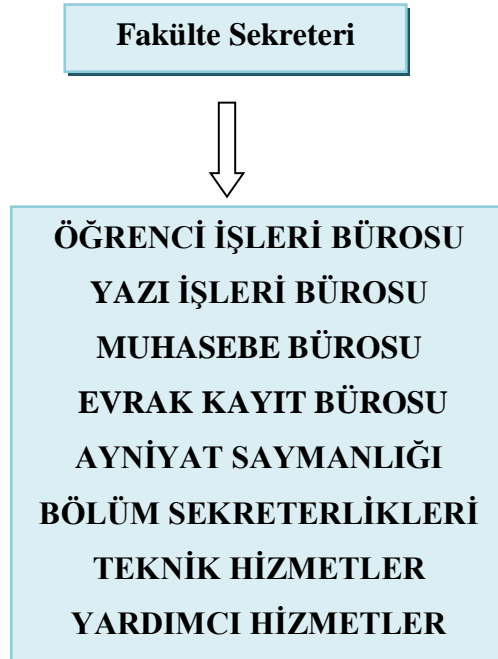 Fakülte Sekreteri
ÖĞRENCİ İŞLERİ BÜROSU
YAZI İŞLERİ BÜROSU
MUHASEBE BÜROSU
EVRAK KAYIT BÜROSU
AYNİYAT SAYMANLIĞI
BÖLÜM SEKRETERLİKLERİ
TEKNİK HİZMETLER
YARDIMCI HİZMETLER